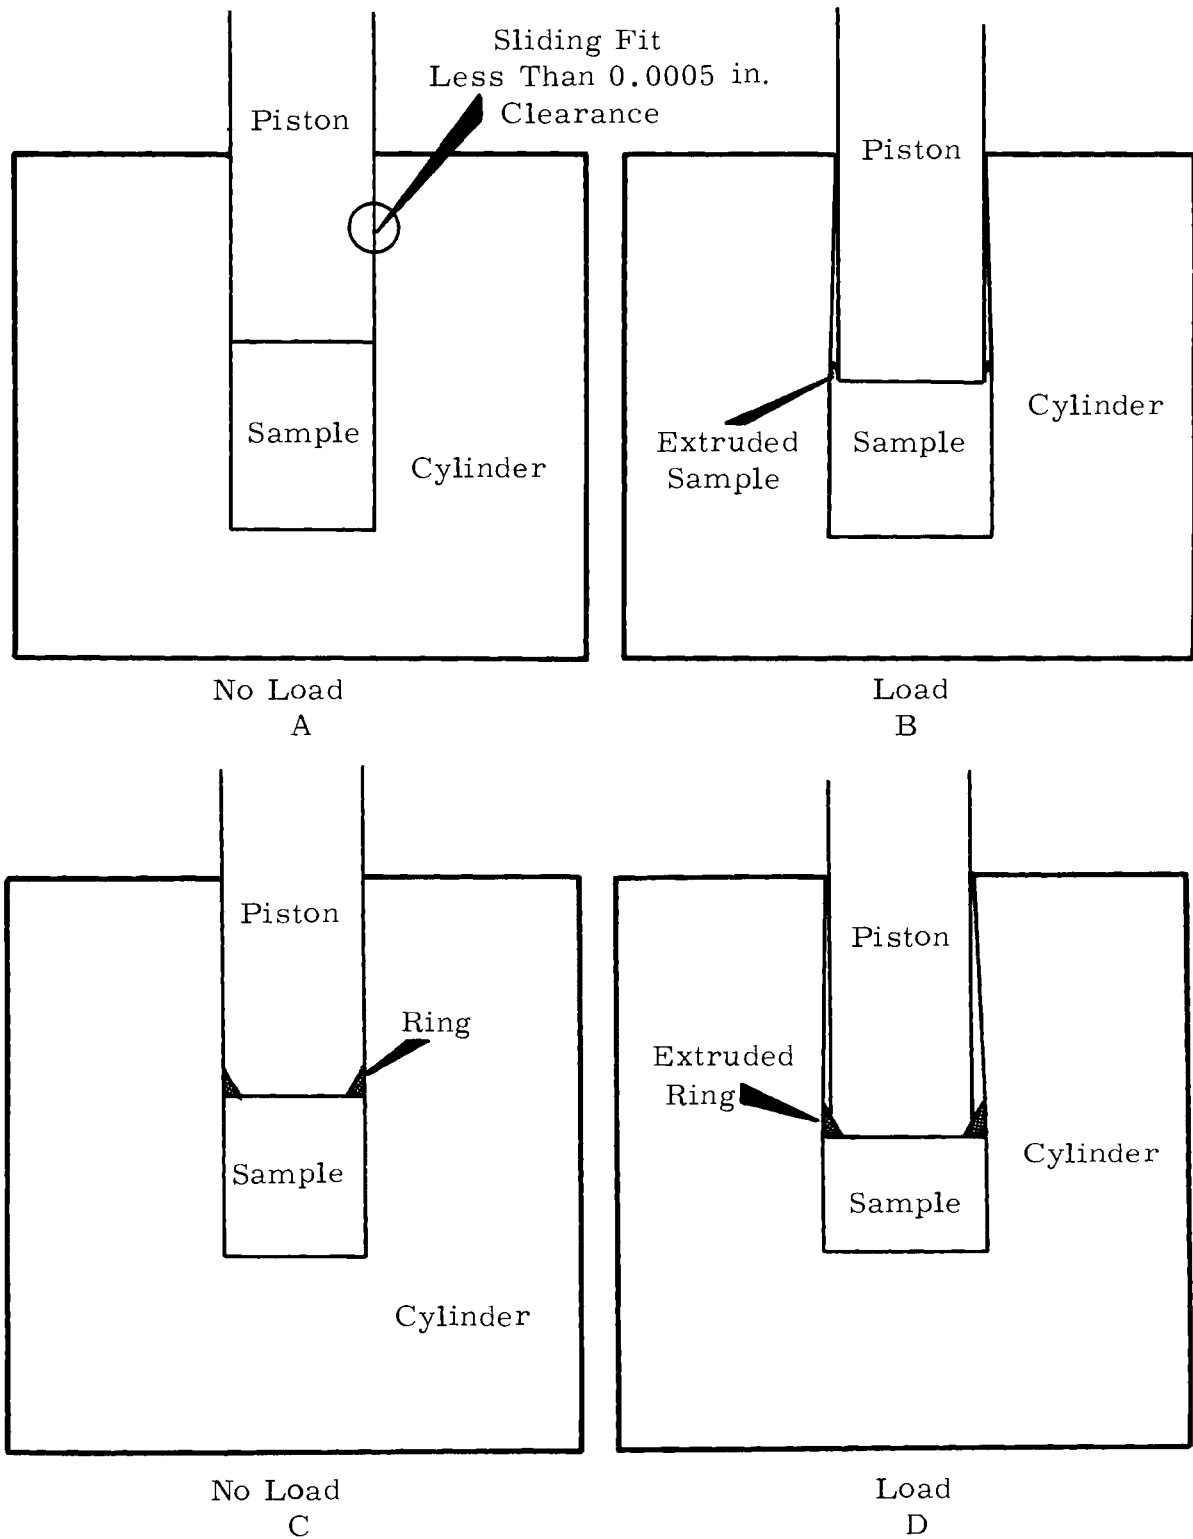 Sliding Fit
Less Than 0.0005 in.
Clearance
Piston
Sample
Cylinder
No Load
A
Piston
Extruded
Sample
Sample
Cylinder
Load
B
Piston
Ring
Sample
Cylinder
No Load
C
Piston
Extruded
Ring
Sample
Cylinder
Load
D